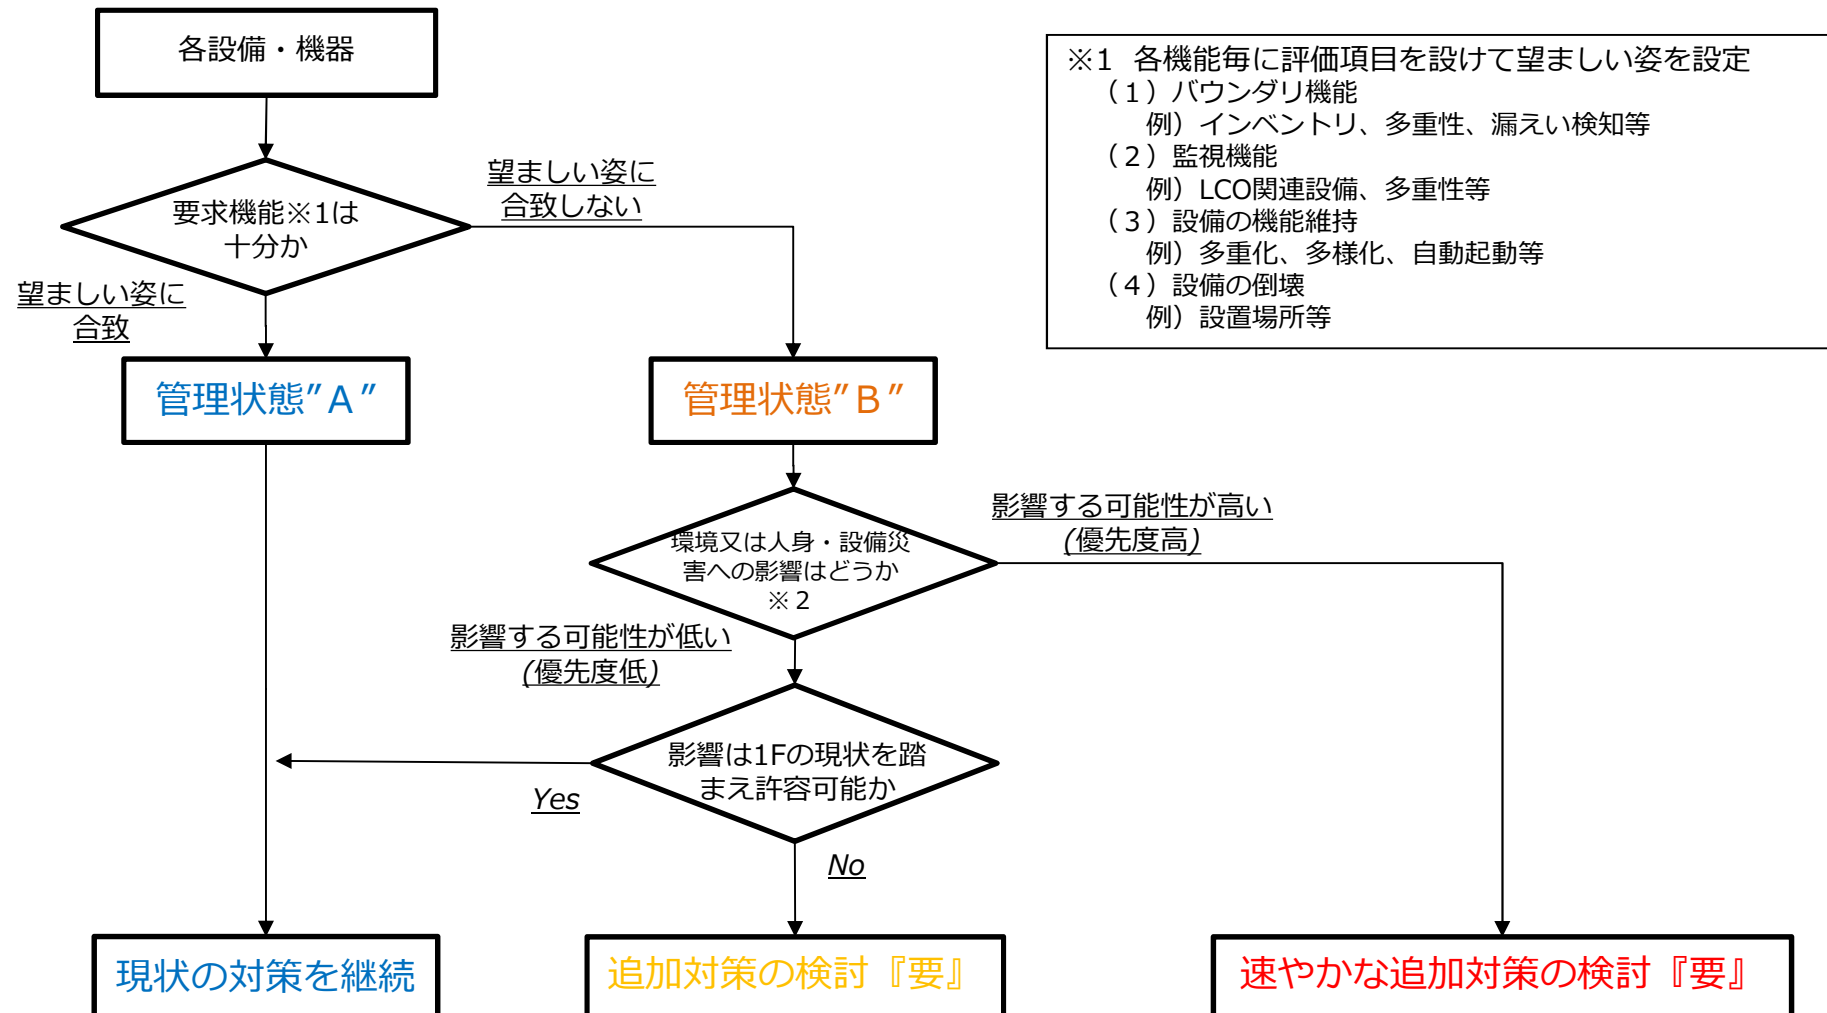 各設備・機器
※1 各機能毎に評価項目を設けて望ましい姿を設定
（1）バウンダリ機能
例）インベントリ、多重性、漏えい検知等
（2）監視機能
例）LCO関連設備、多重性等
（3）設備の機能維持
例）多重化、多様化、自動起動等
（4）設備の倒壊
例）設置場所等
要求機能※1は
十分か
望ましい姿に
合致しない
望ましい姿に
合致
管理状態”A”
管理状態”B”
環境又は人身・設備災
害への影響はどうか
※2
影響する可能性が高い
(優先度高)
影響する可能性が低い
(優先度低)
影響は1Fの現状を踏
まえ許容可能か
Yes
No
現状の対策を継続
追加対策の検討『要』
速やかな追加対策の検討『要』